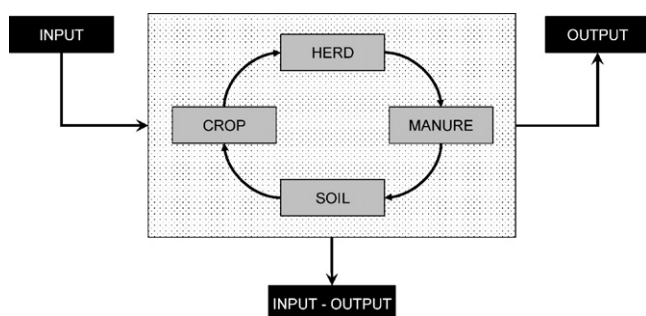 INPUT
OUTPUT
HERD
CROP
MANURE
SOIL
INPUT - OUTPUT